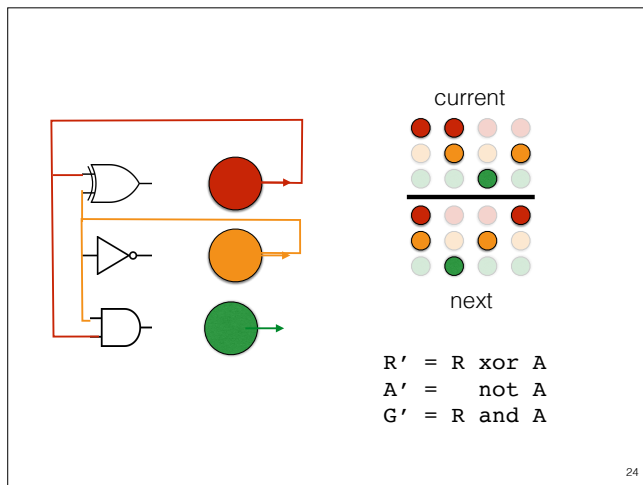 current
next
R’ = R xor A
A’ =   not A
G’ = R and A
24